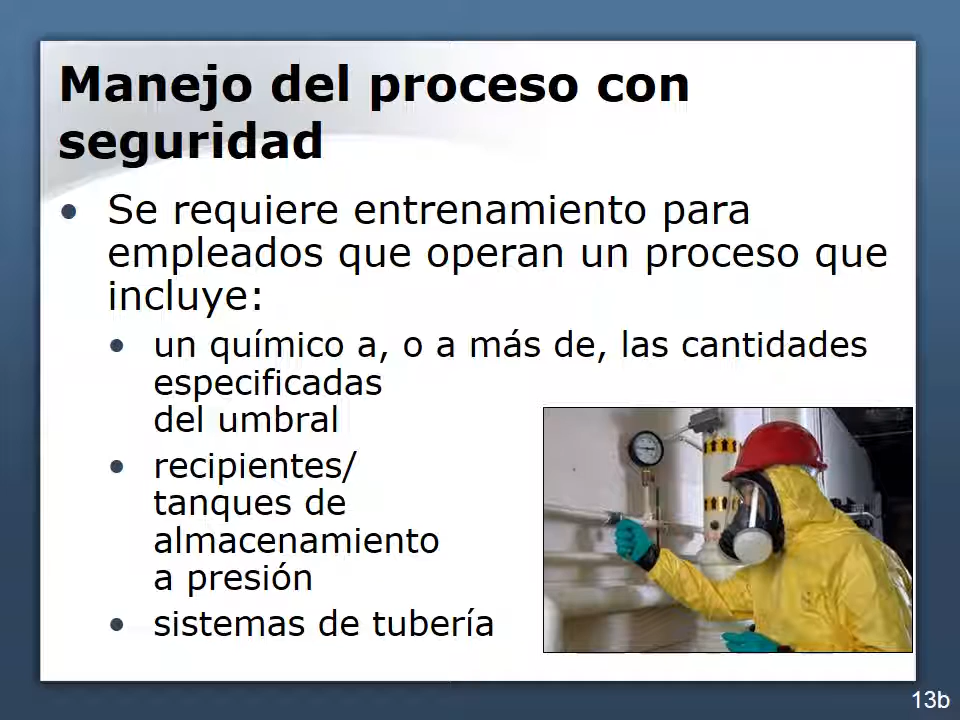 Manejo del proceso con
seguridad
• Se requiere entrenamiento para
empleados que operan un proceso que
incluye:
• un químico a, o a más de, las cantidades
especificadas
del umbral
• recipientes/
tanques de
almacenamiento
a presión
• sistemas de tubería
13b